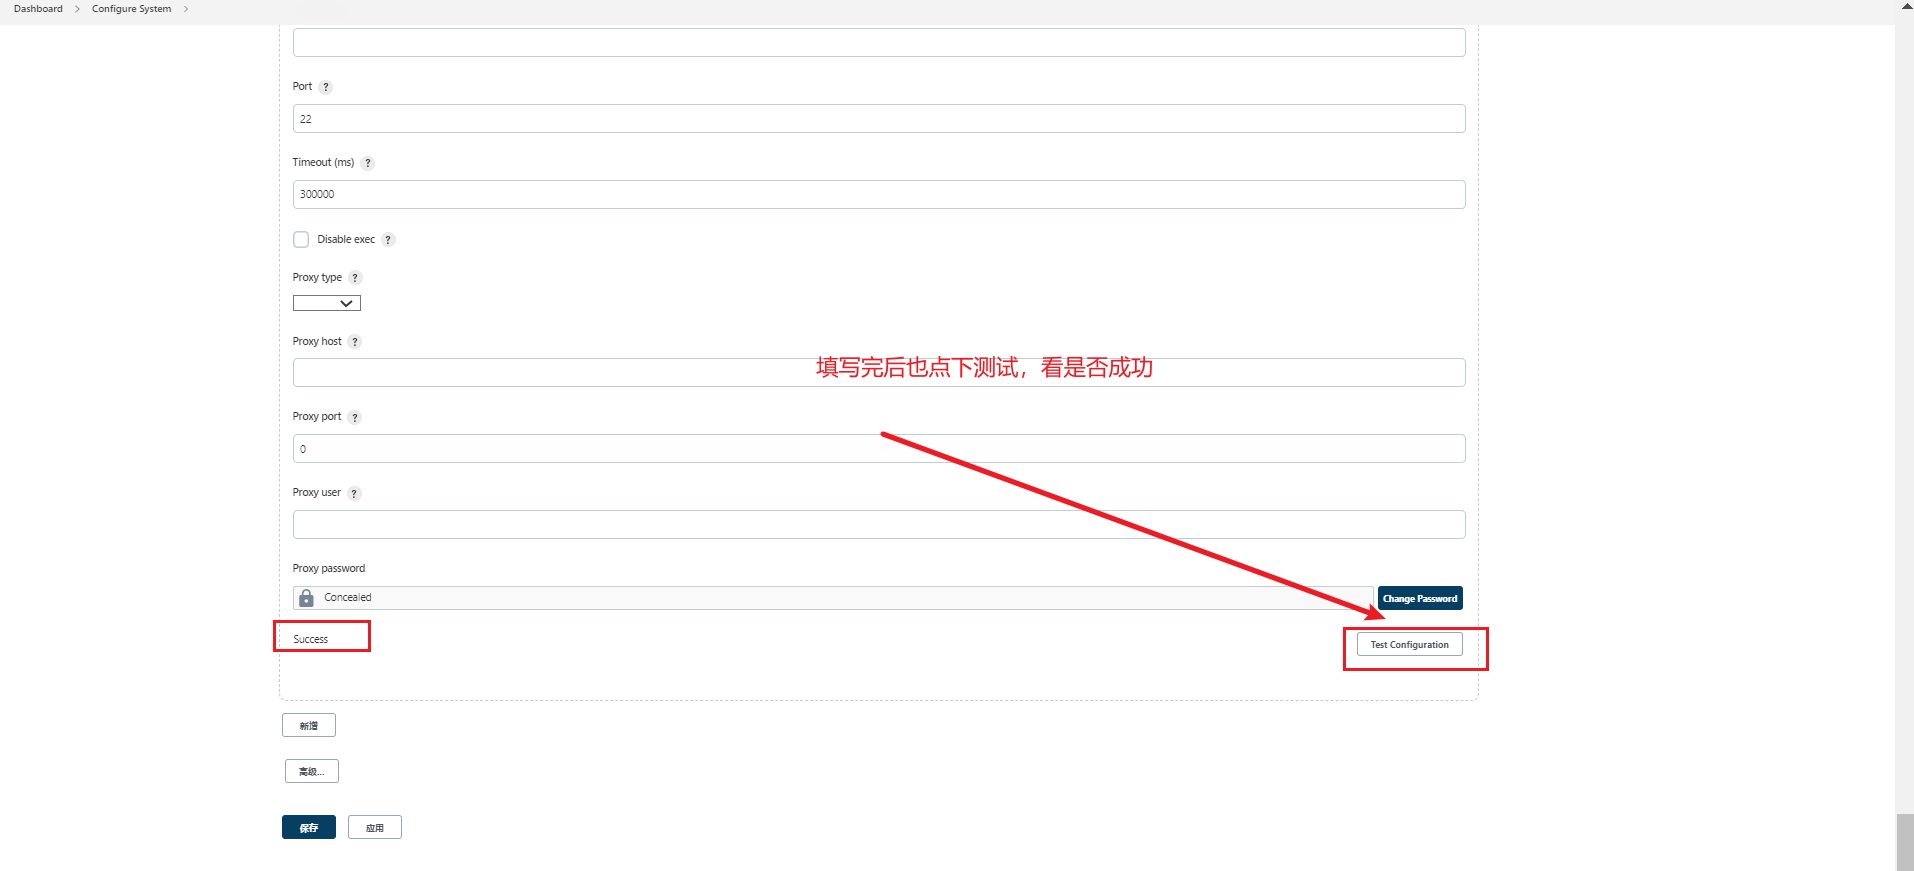 Dashboard > Configure System >
Port ?
22
Timeout (ms) ?
300000
Disable exec ?
Proxy type ?
Proxy host ?
填写完后也点下测试，看是否成功
Proxy port ?
0
Proxy user ?
Proxy password
Concealed
Change Password
Success
Test Configuration
新增
高级...
保存
应用